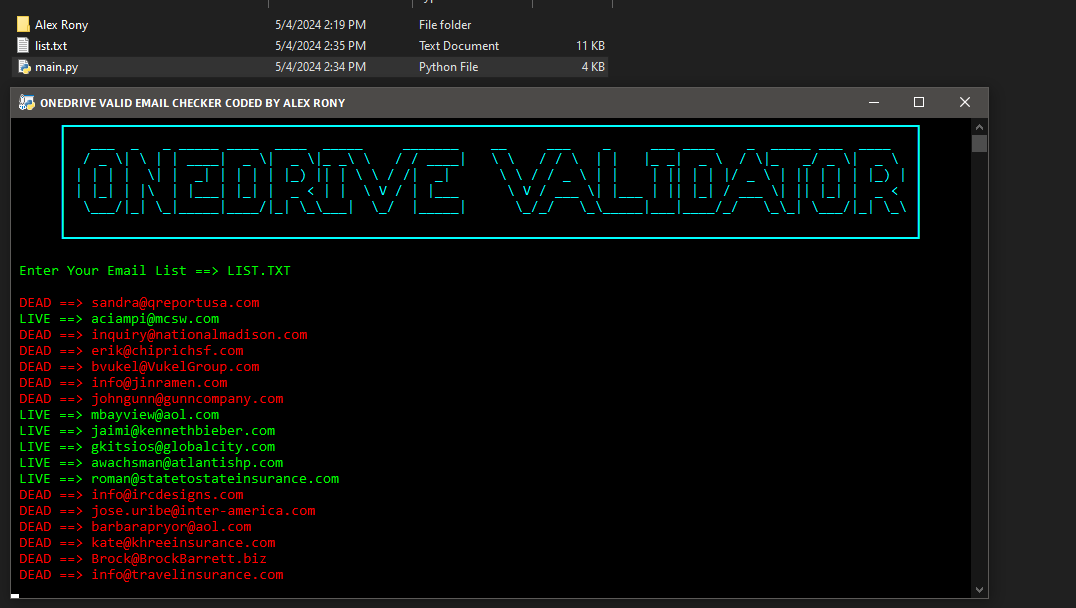 Alex Rony 5/4/2024 2:19 PM File folder
list.txt 5/4/2024 2:35 PM Text Document 11 KB
main.py 5/4/2024 2:34 PM Python File 4 KB
ONEDRIVE VALID EMAIL CHECKER CODED BY ALEX RONY
ONEDRIVE VALIDATOR
Enter Your Email List ==> LIST.TXT
DEAD ==> sandra@qreportusa.com
LIVE ==> aciampi@mcsw.com
DEAD ==> inquiry@nationalmadison.com
DEAD ==> erik@chiprichsf.com
DEAD ==> bvukel@VukelGroup.com
DEAD ==> info@jinramen.com
DEAD ==> johngunn@gunncompany.com
LIVE ==> mbayview@aol.com
LIVE ==> jaimi@kennethbieber.com
LIVE ==> gkitsios@globalcity.com
LIVE ==> awachsman@atlantishp.com
LIVE ==> roman@statetostateinsurance.com
DEAD ==> info@ircdesigns.com
DEAD ==> jose.uribe@inter-america.com
DEAD ==> barbarapryor@aol.com
DEAD ==> kate@khreeinsurance.com
DEAD ==> Brock@BrockBarrett.biz
DEAD ==> info@travelinsurance.com